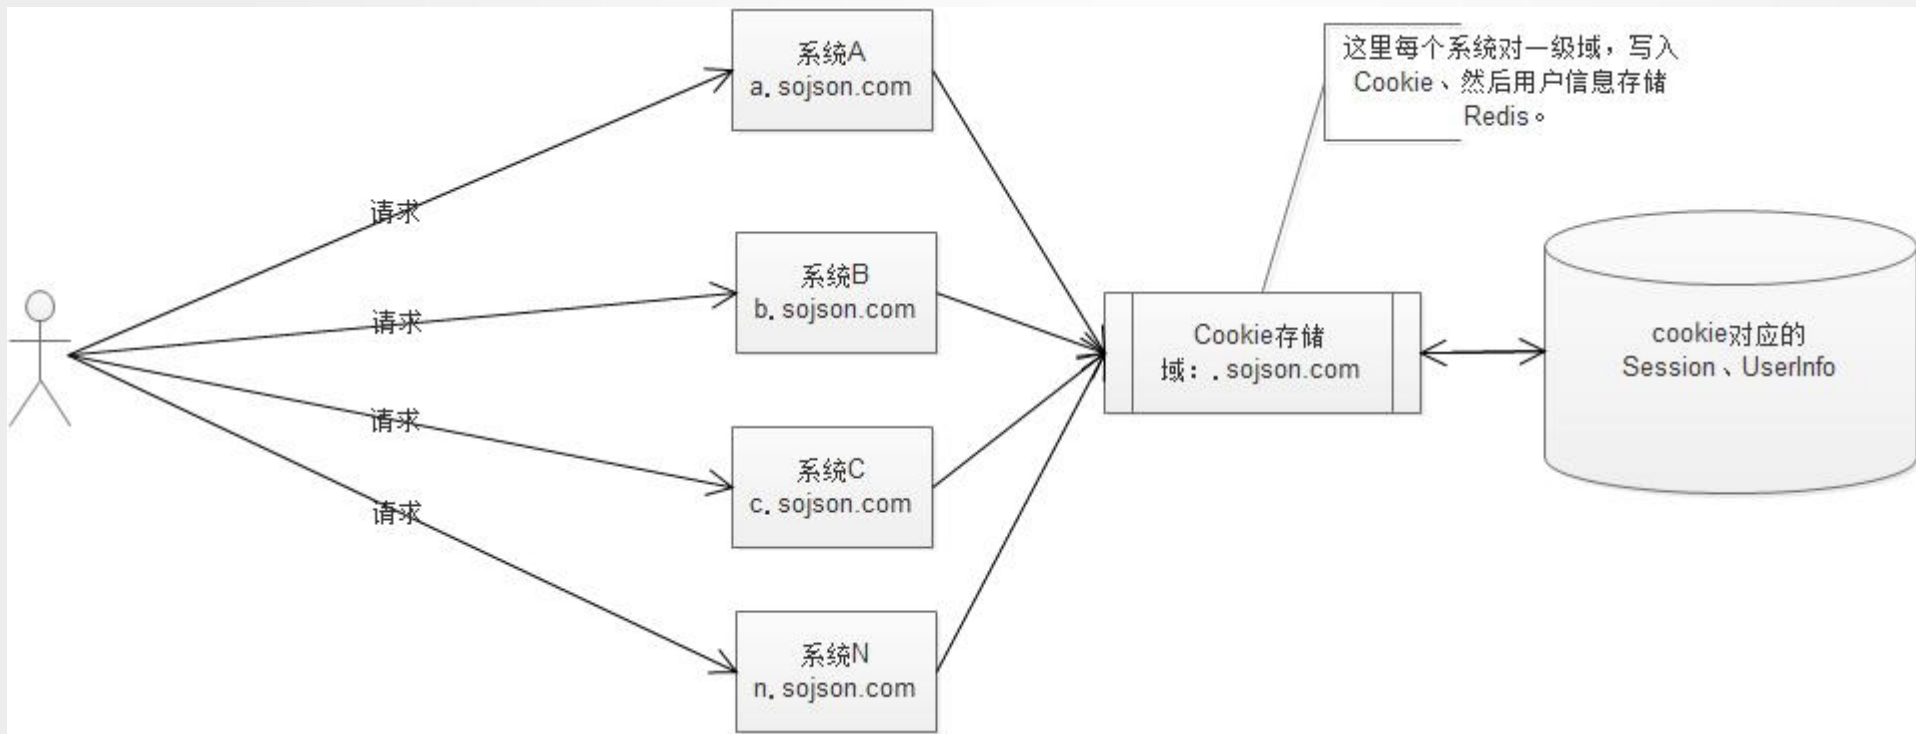 系统A
a. sojson.com
这里每个系统对一级域，写入
Cookie、然后用户信息存储
Redis。
请求
系统B
b. sojson.com
请求
Cookie存储
域：. sojson.com
cookie对应的
Session、UserInfo
请求
系统C
c. sojson.com
请求
系统N
n. sojson.com